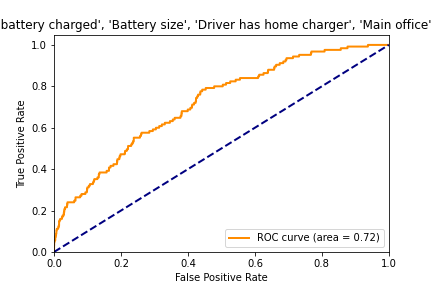 battery charged', 'Battery size', 'Driver has home charger', 'Main office'
1.0
0.8
0.6
0.4
0.2
0.0
True Positive Rate
ROC curve (area = 0.72)
0.0 0.2 0.4 0.6 0.8 1.0
False Positive Rate